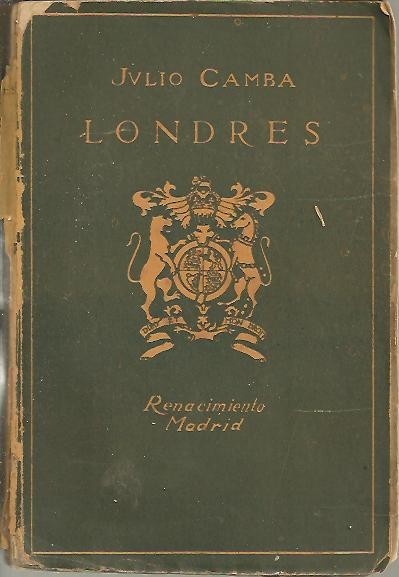 JVLIO CAMBA
LONDRES
Renacimiento
Madrid